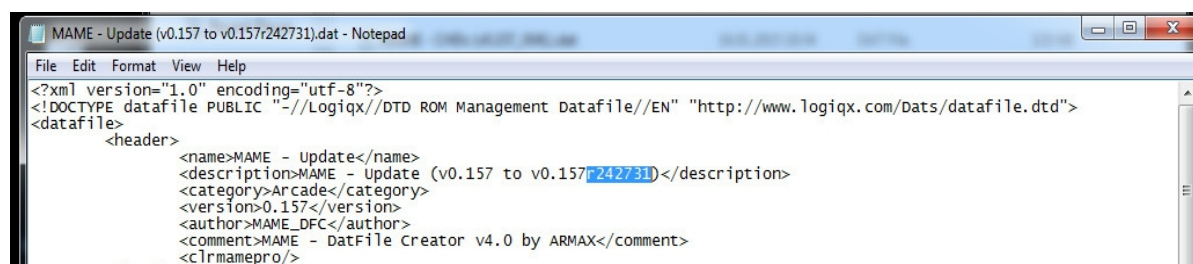 MAME - Update (v0.157 to v0.157r242731).dat - Notepad
File Edit Format View Help
<?xml version="1.0" encoding="utf-8"?>
<!DOCTYPE datafile PUBLIC "-//Logiqx//DTD ROM Management Datafile//EN" "http://www.logiqx.com/Dats/datafile.dtd">
<datafile>
	<header>
		<name>MAME - Update</name>
		<description>MAME - Update (v0.157 to v0.157r242731)</description>
		<category>Arcade</category>
		<version>0.157</version>
		<author>MAME_DFC</author>
		<comment>MAME - DatFile Creator v4.0 by ARMAX</comment>
		<clrmamepro/>